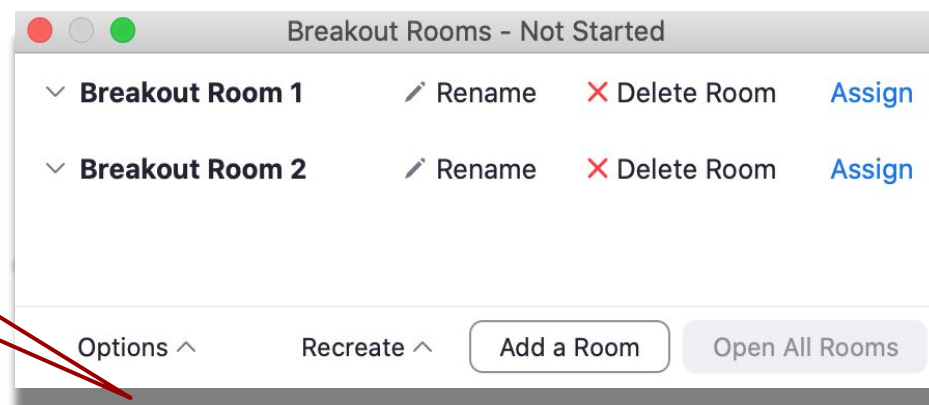 Breakout Rooms - Not Started
Breakout Room 1 Rename Delete Room Assign
Breakout Room 2 Rename Delete Room Assign
Options Recreate Add a Room Open All Rooms